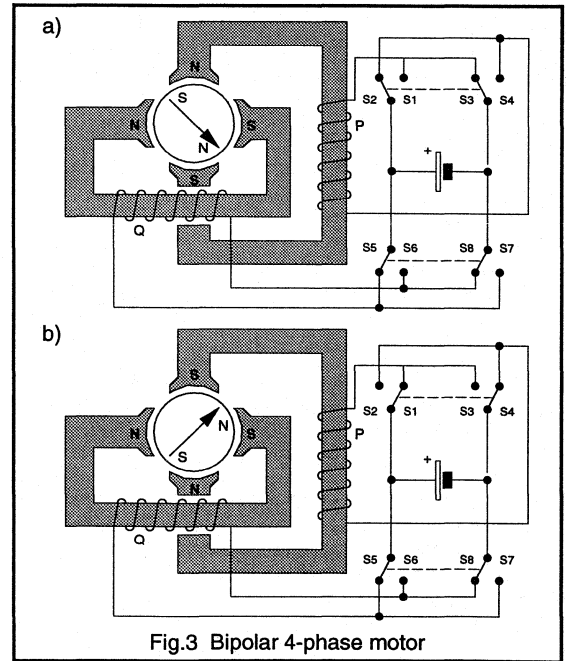 a)
N
S
N
S
N
S
P
Q
+
S2 S1 S3 S4
S5 S6 S8 S7
b)
S
N
N
S
S
N
P
Q
+
S2 S1 S3 S4
S5 S6 S8 S7
Fig.3 Bipolar 4-phase motor